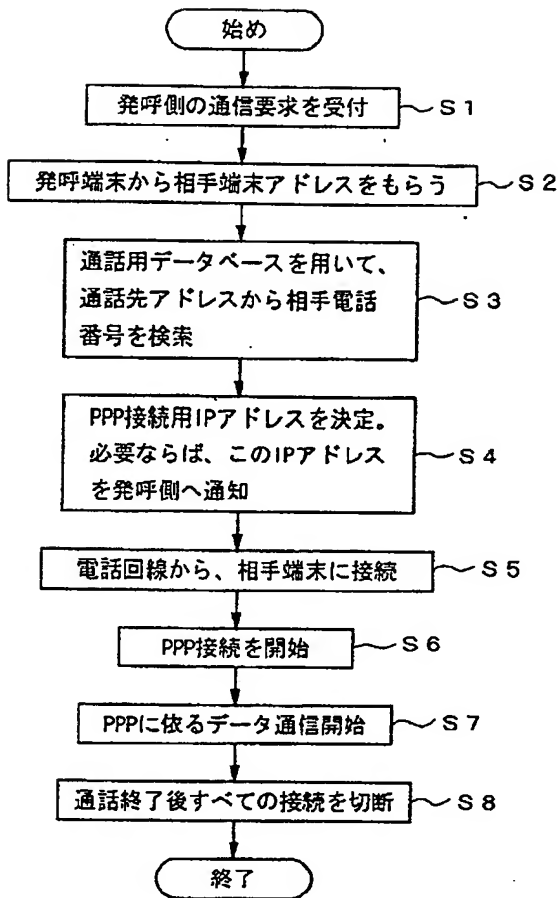 始め
発呼側の通信要求を受付
S1
発呼端末から相手端末アドレスをもらう
S2
通話用データベースを用いて、
通話先アドレスから相手電話
番号を検索
S3
PPP接続用IPアドレスを決定。
必要ならば、このIPアドレス
を発呼側へ通知
S4
電話回線から、相手端末に接続
S5
PPP接続を開始
S6
PPPに依るデータ通信開始
S7
通話終了後すべての接続を切断
S8
終了